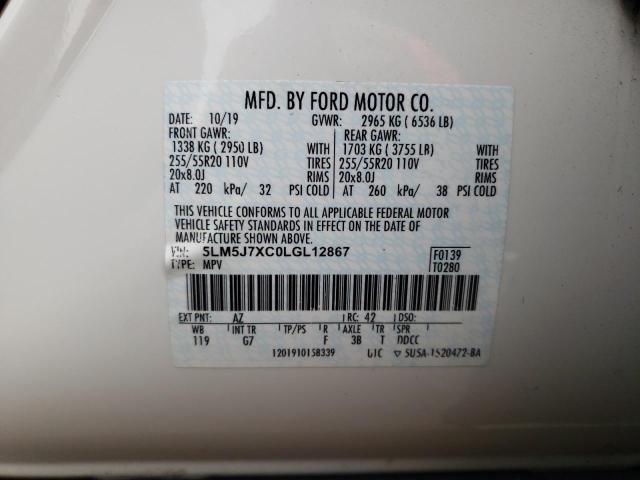 MFD. BY FORD MOTOR CO.
DATE: 10/19 GVWR: 2965 KG ( 6536 LB)
FRONT GAWR: REAR GAWR:
1338 KG ( 2950 LB) 1703 KG ( 3755 LB)
255/55R20 110V TIRES 255/55R20 110V TIRES
20x8.0J RIMS 20x8.0J RIMS
AT 220 kPa/ 32 PSI COLD AT 260 kPa/ 38 PSI COLD
THIS VEHICLE CONFORMS TO ALL APPLICABLE FEDERAL MOTOR
VEHICLE SAFETY STANDARDS IN EFFECT ON THE DATE OF
MANUFACTURE SHOWN ABOVE.
VIN: 5LM5J7XC0LGL12867 F0139
TYPE: MPV T0280
EXT PNT: AZ RC: 42 DSO:
WB INT TR TP/PS R AXLE TR SPR
119 G7 F 3B T DDCC
1201910158339 UTC ▽ 5U5A-1520472-BA